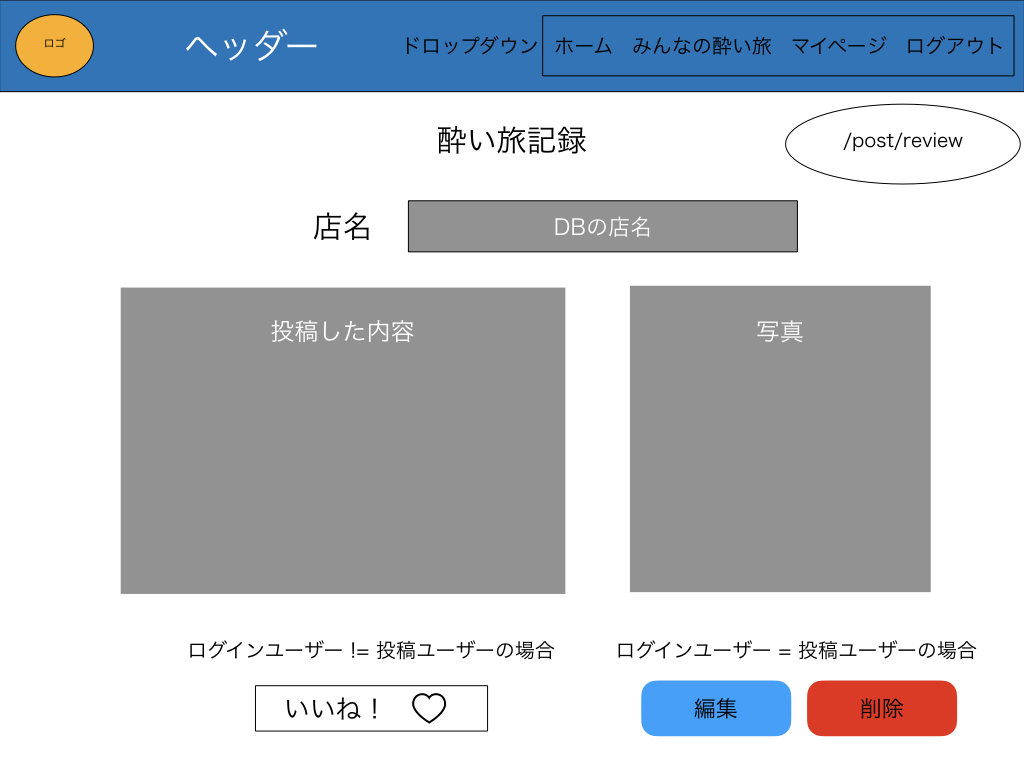 ロゴ
ヘッダー
ドロップダウン
ホーム みんなの酔い旅 マイページ ログアウト
酔い旅記録
/post/review
店名
DBの店名
投稿した内容
写真
ログインユーザー != 投稿ユーザーの場合
いいね！
ログインユーザー = 投稿ユーザーの場合
編集
削除